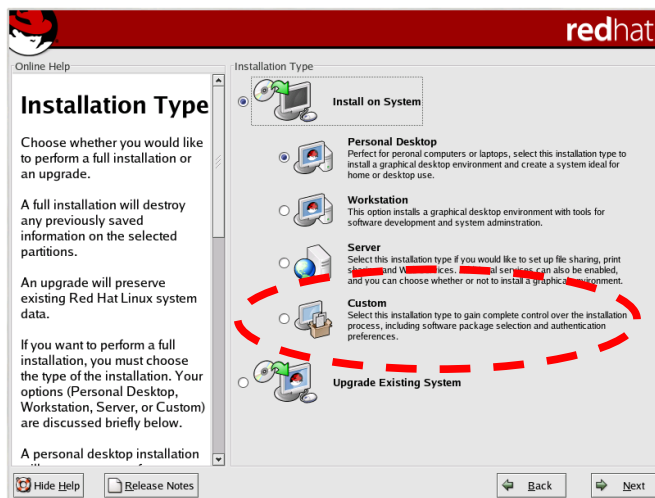 redhat
Online Help
Installation Type
Choose whether you would like
to perform a full installation or
an upgrade.
A full installation will destroy
any previously saved
information on the selected
partitions.
An upgrade will preserve
existing Red Hat Linux system
data.
If you want to perform a full
installation, you must choose
the type of the installation. Your
options (Personal Desktop,
Workstation, Server, or Custom)
are discussed briefly below.
A personal desktop installation
Installation Type
Install on System
Personal Desktop
Perfect for peronal computers or laptops, select this installation type to
install a graphical desktop environment and create a system ideal for
home or desktop use.
Workstation
This option installs a graphical desktop environment with tools for
software development and system adminstration.
Server
Select this installation type if you would like to set up file sharing, print
and can also be enabled,
and you can choose whether or not to install a graphical environment.
Custom
Select this installation type to gain complete control over the installation
process, including software package selection and authentication
preferences.
Upgrade Existing System
Hide Help
Release Notes
Back
Next